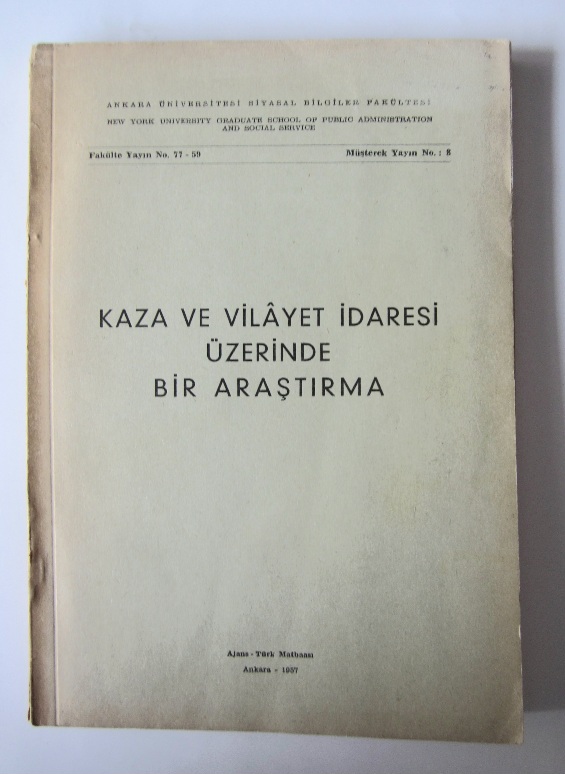 ANKARA ÜNİVERSİTESİ SİYASAL BİLGİLER FAKÜLTESİ
NEW YORK UNIVERSITY GRADUATE SCHOOL OF PUBLIC ADMINISTRATION
AND SOCIAL SERVICE
Fakülte Yayın No. 77 - 59 Müşterek Yayın No. : 8
KAZA VE VİLÂYET İDARESİ
ÜZERİNDE
BİR ARAŞTIRMA
Ajans - Türk Matbaası
Ankara - 1957